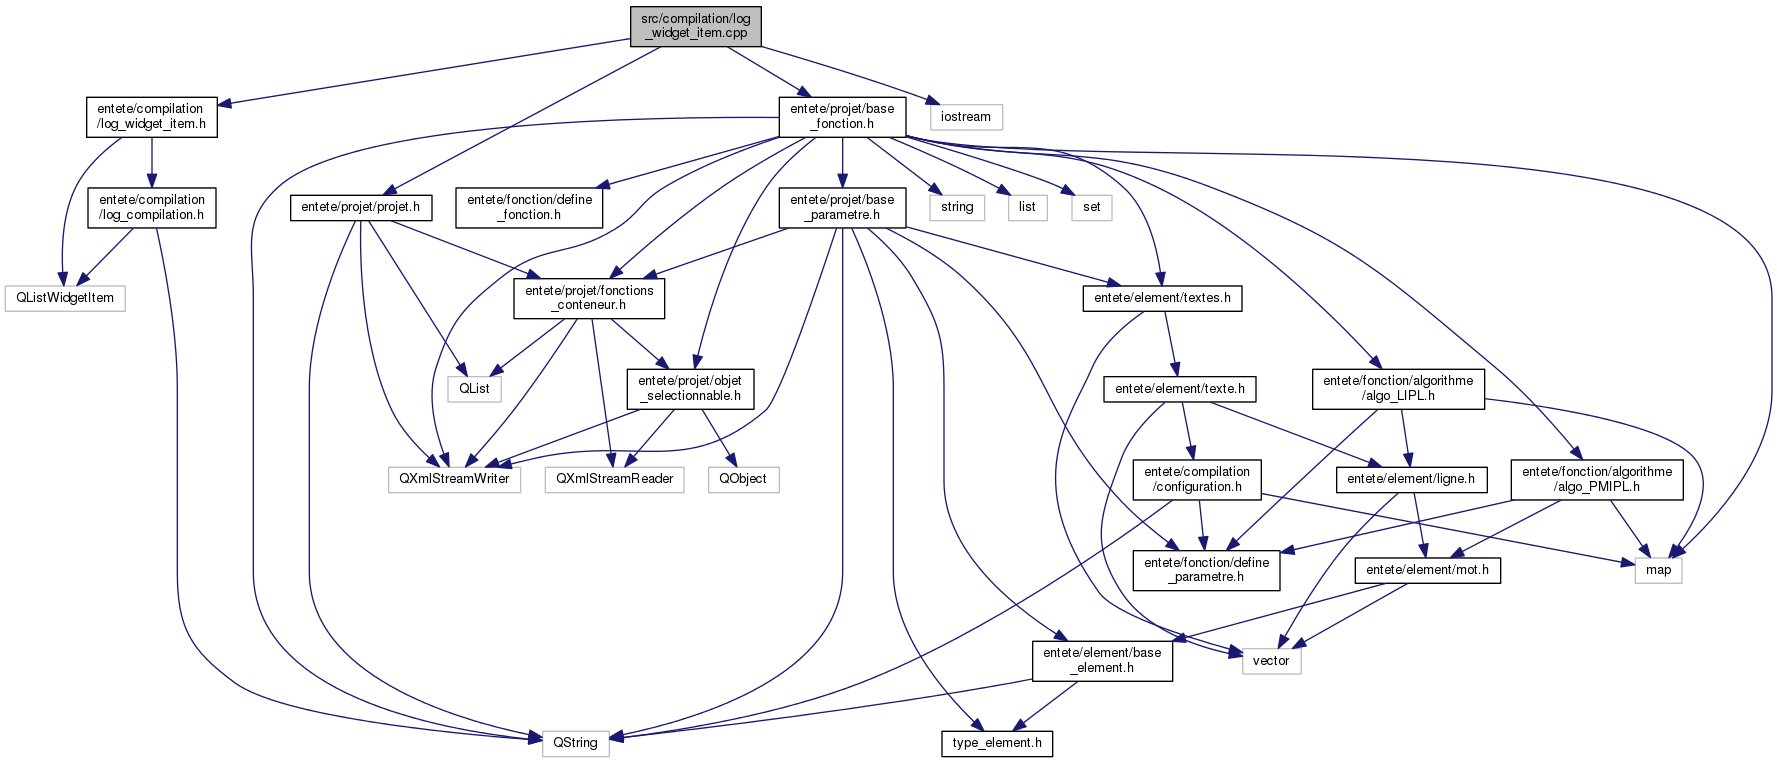 src/compilation/log
_widget_item.cpp
entete/compilation
/log_widget_item.h
entete/projet/base
_fonction.h
iostream
entete/compilation
/log_compilation.h
entete/projet/projet.h
entete/fonction/define
_fonction.h
entete/projet/base
_parametre.h
string
list
set
QListWidgetItem
entete/projet/fonctions
_conteneur.h
entete/element/textes.h
QList
entete/projet/objet
_selectionnable.h
entete/element/texte.h
entete/fonction/algorithme
/algo_LIPL.h
QXmlStreamWriter
QXmlStreamReader
QObject
entete/compilation
/configuration.h
entete/element/ligne.h
entete/fonction/algorithme
/algo_PMIPL.h
entete/fonction/define
_parametre.h
entete/element/mot.h
map
entete/element/base
_element.h
vector
QString
type_element.h